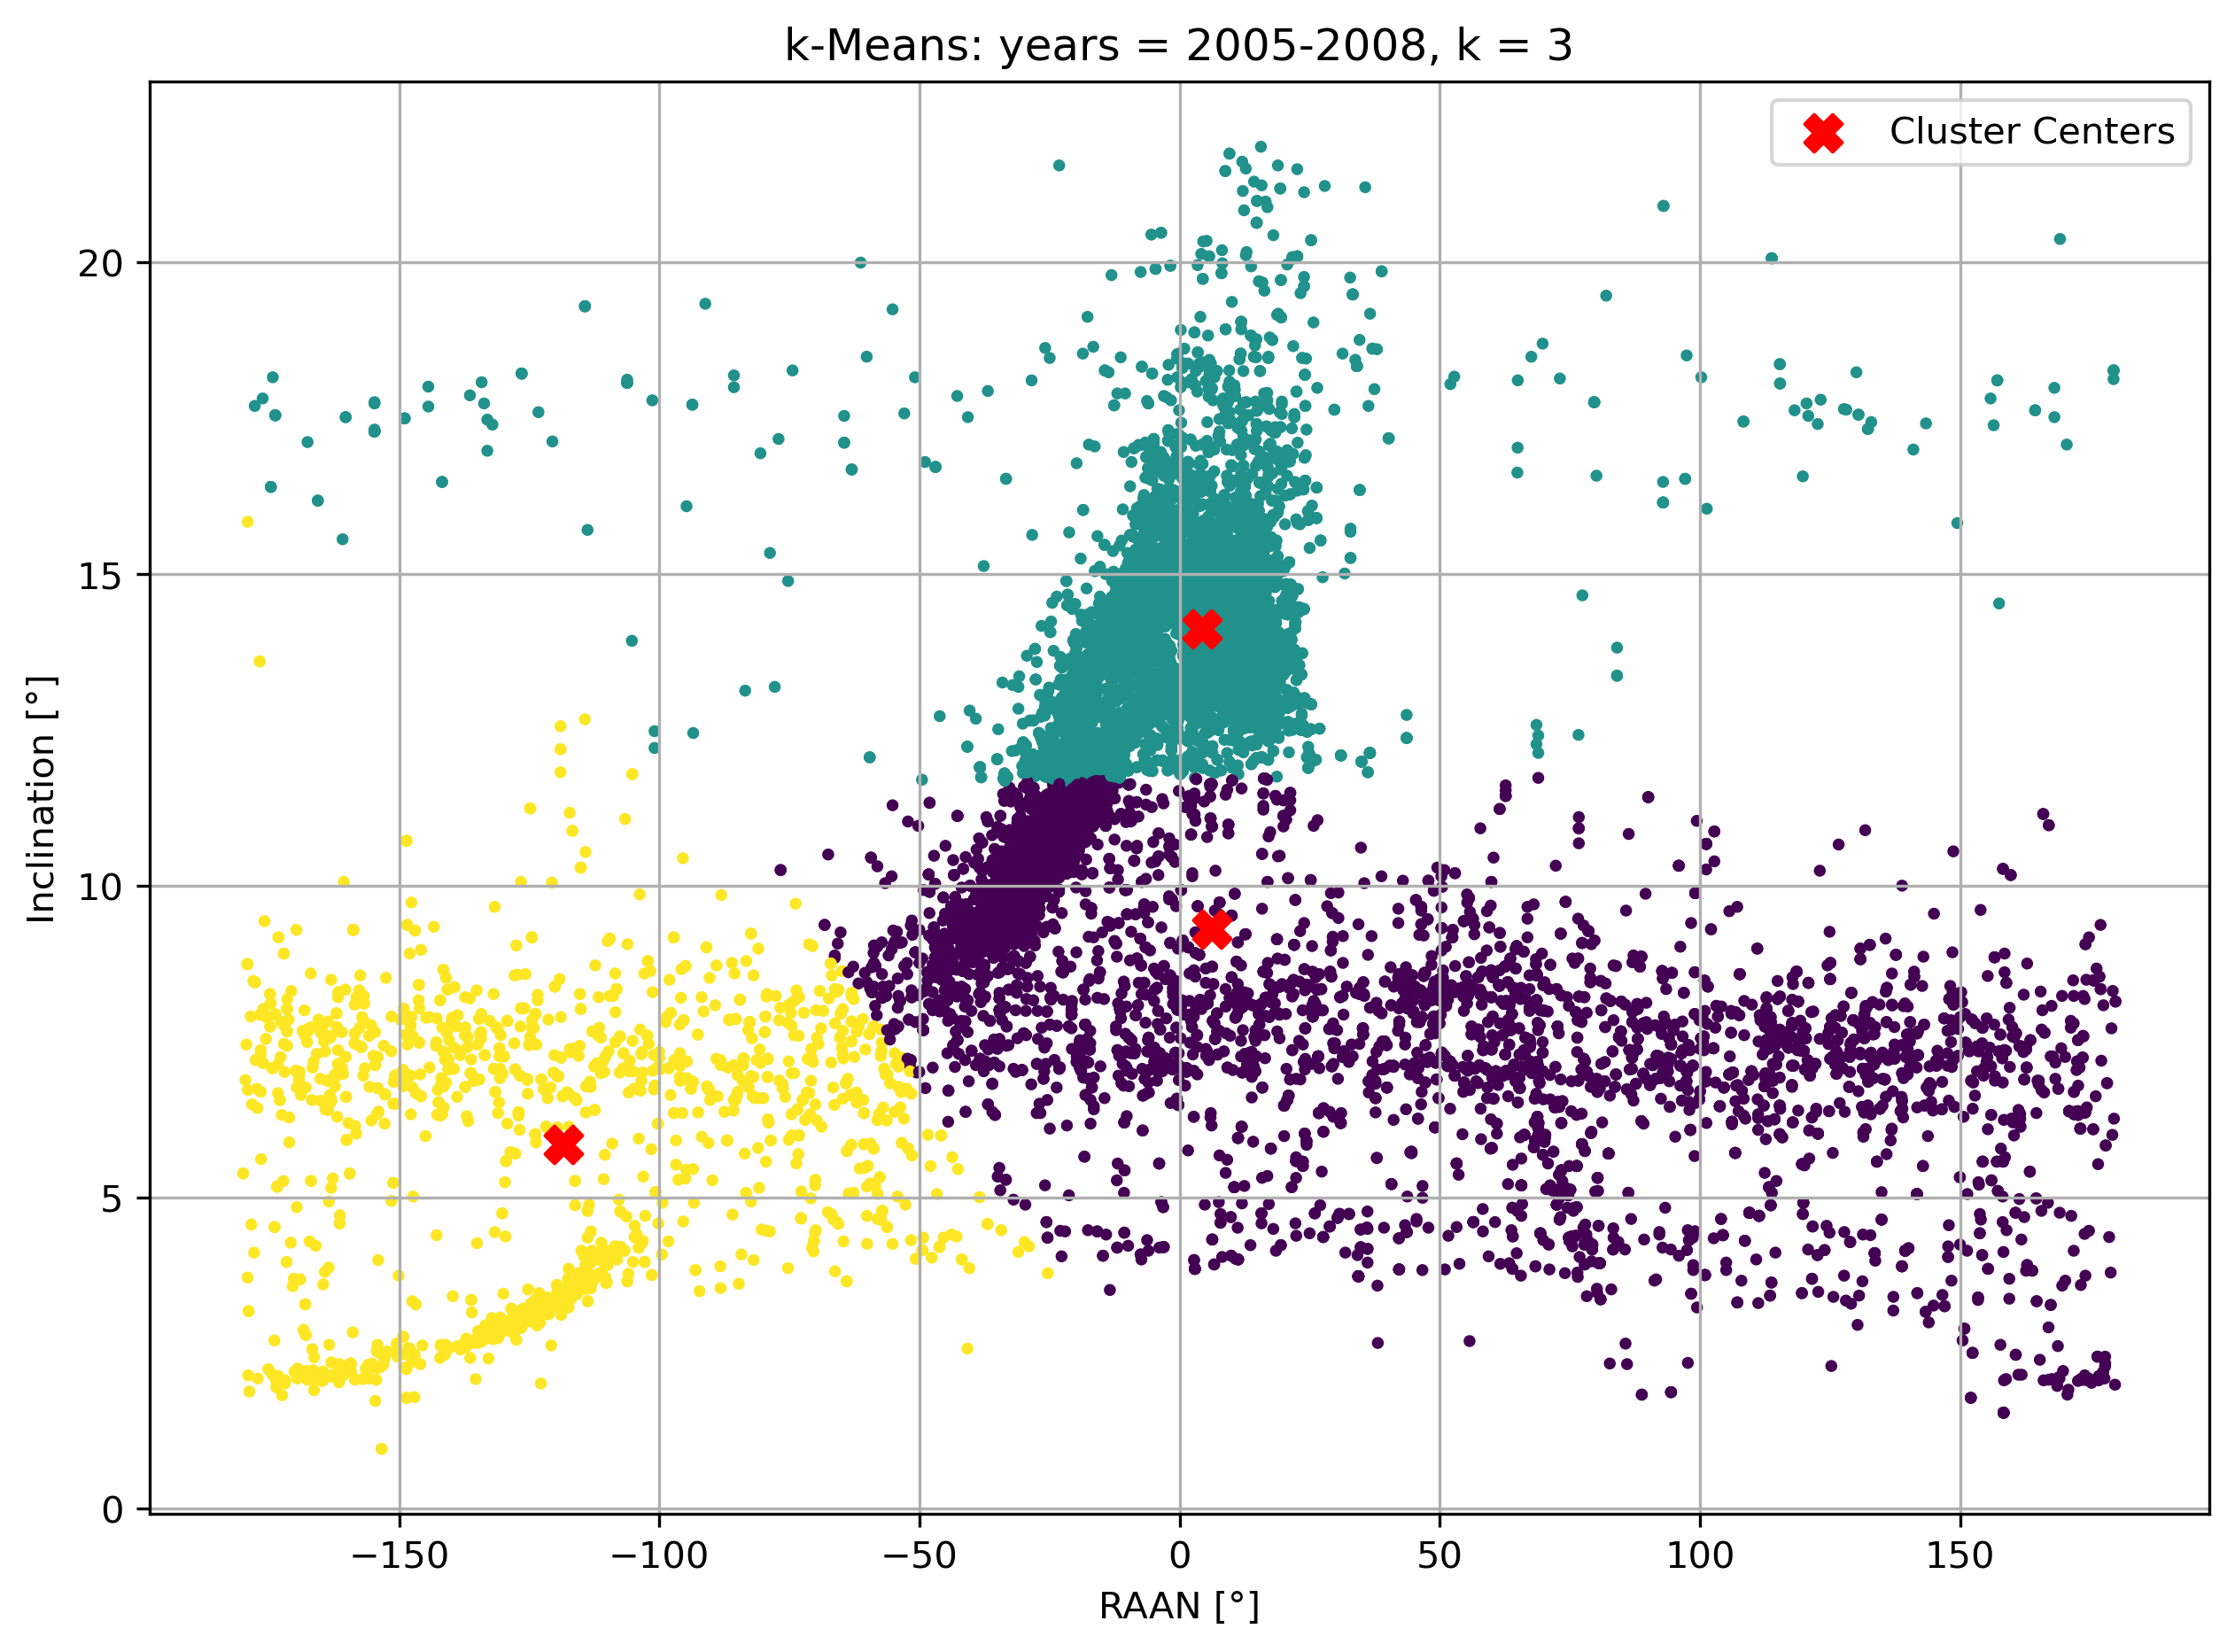 k-Means: years = 2005-2008, k = 3
Cluster Centers
20
15
10
5
0
Inclination [°]
−150 −100 −50 0 50 100 150
RAAN [°]